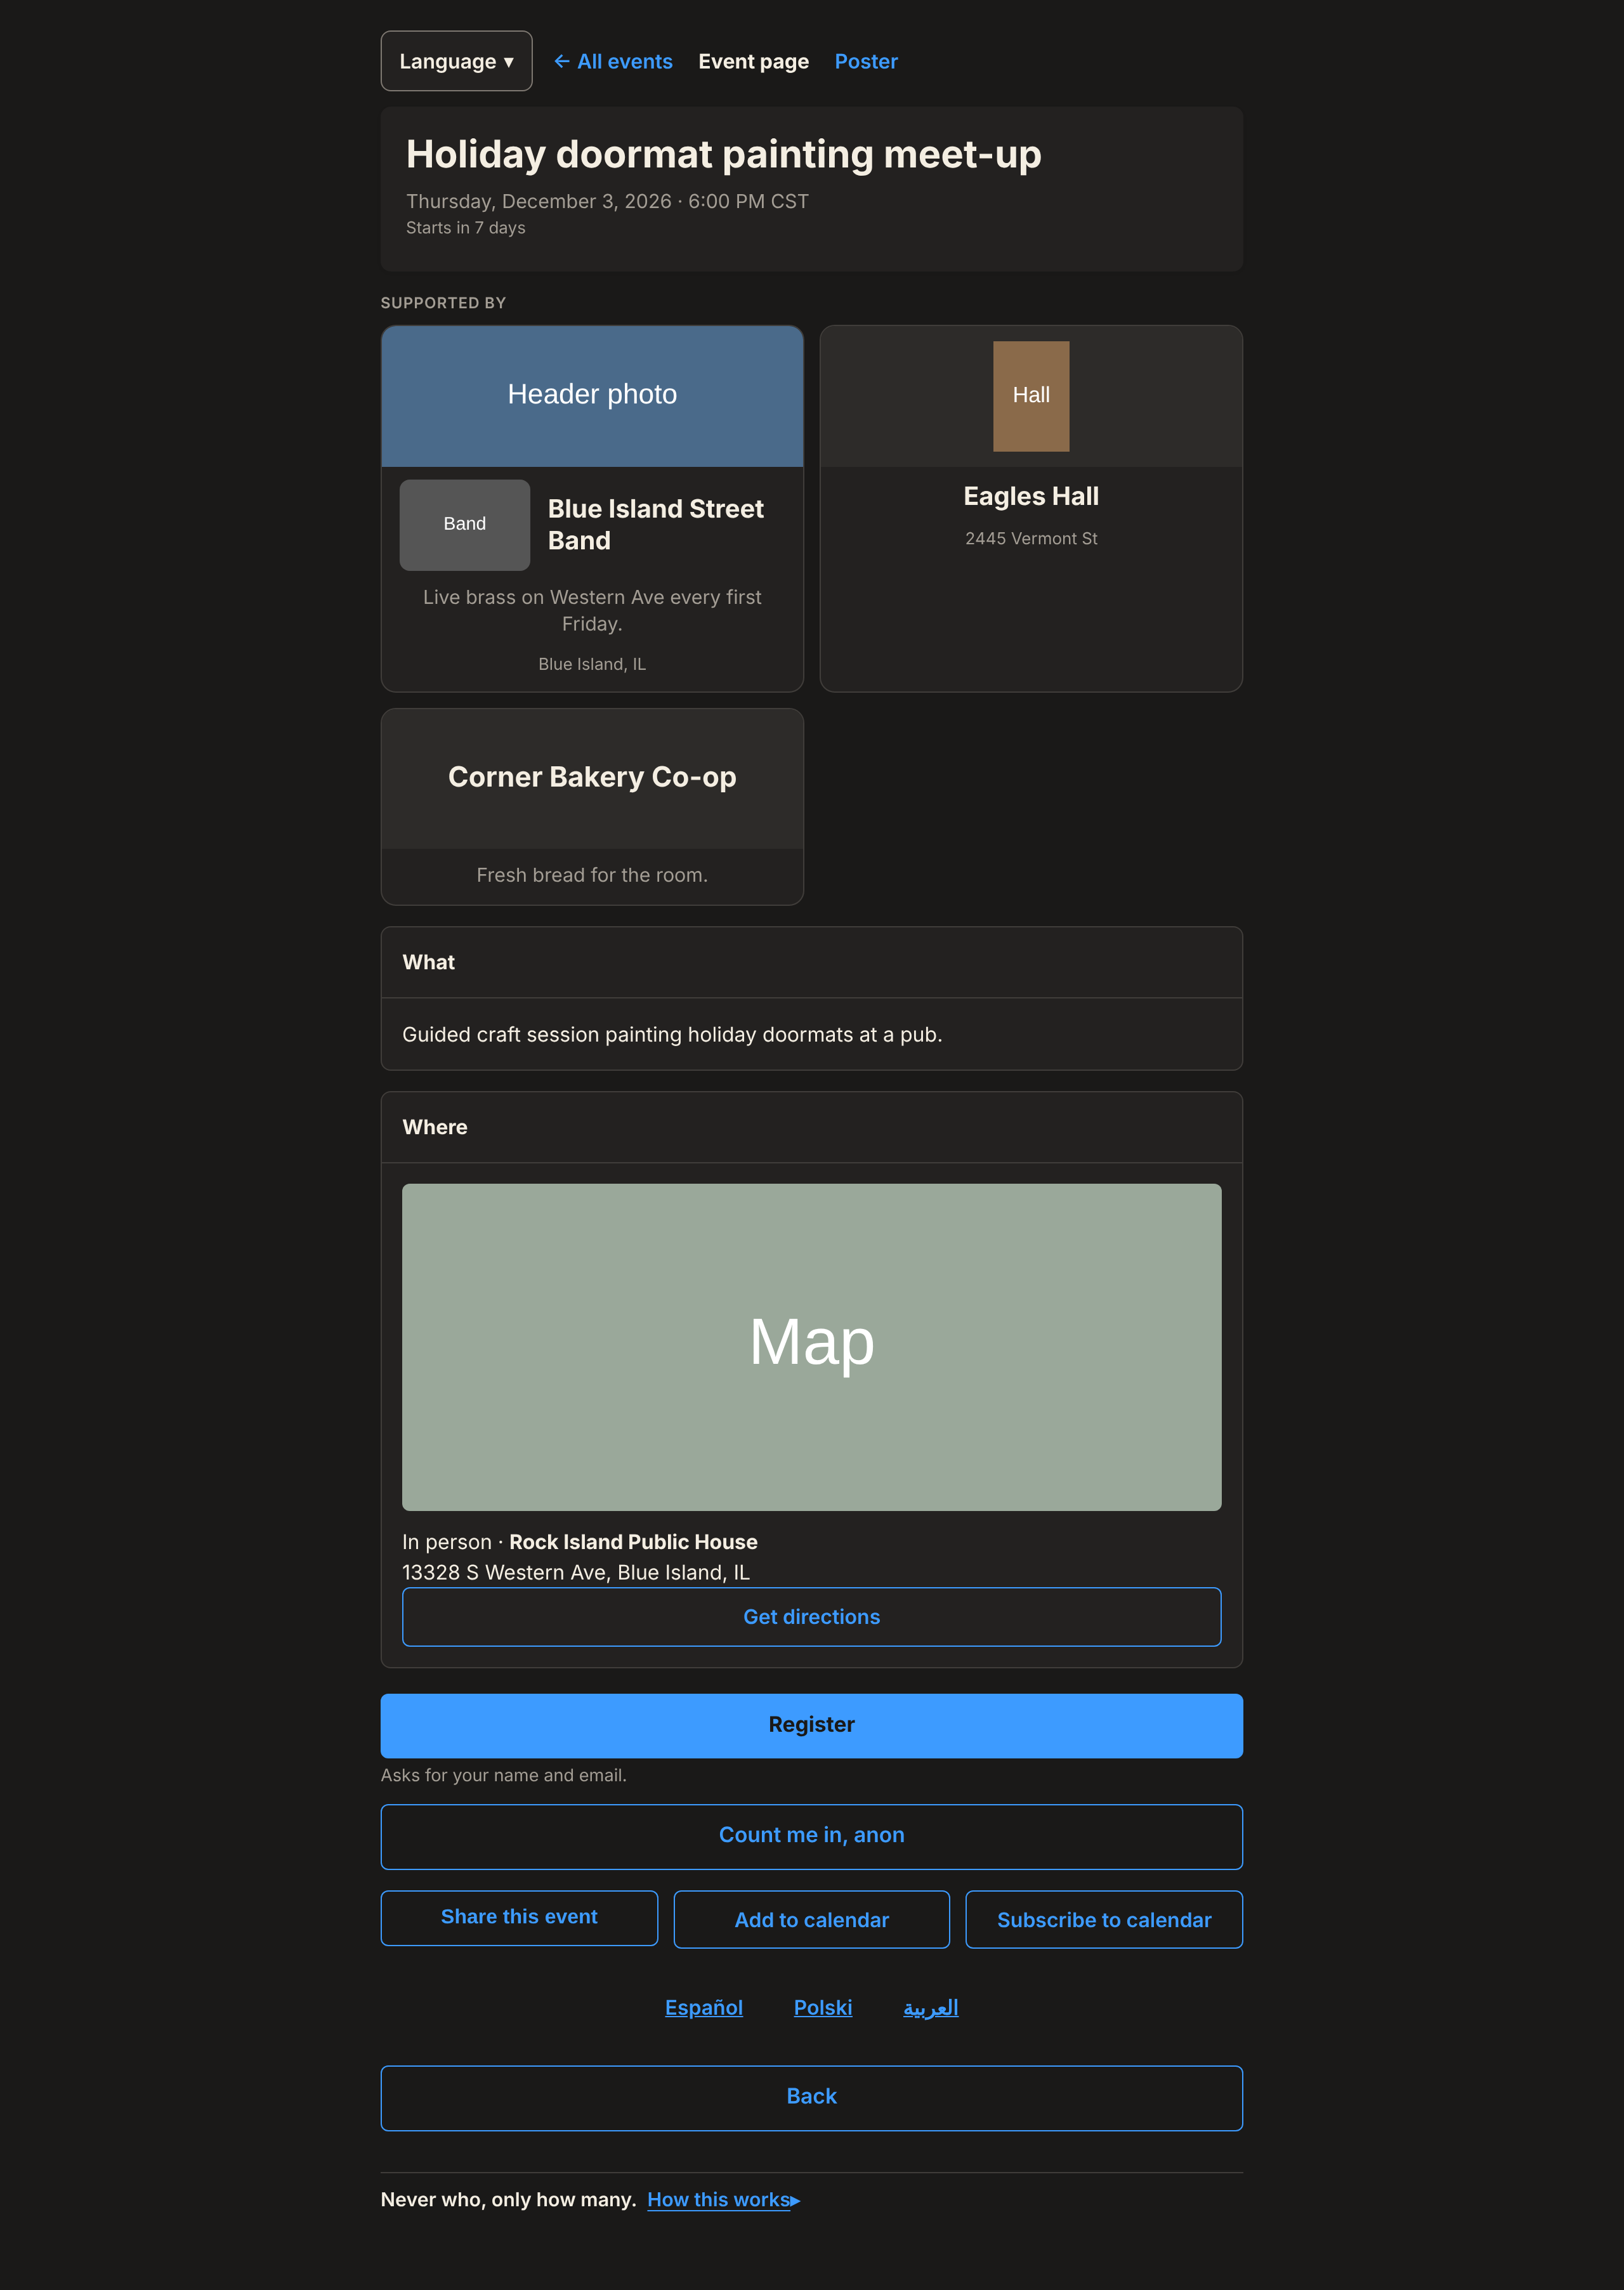 Language ▾
← All events
Event page
Poster
Holiday doormat painting meet-up
Thursday, December 3, 2026 · 6:00 PM CST
Starts in 7 days
SUPPORTED BY
Header photo
Band
Blue Island Street
Band
Live brass on Western Ave every first
Friday.
Blue Island, IL
Hall
Eagles Hall
2445 Vermont St
Corner Bakery Co-op
Fresh bread for the room.
What
Guided craft session painting holiday doormats at a pub.
Where
Map
In person · Rock Island Public House
13328 S Western Ave, Blue Island, IL
Get directions
Register
Asks for your name and email.
Count me in, anon
Share this event
Add to calendar
Subscribe to calendar
Español
Polski
العربية
Back
Never who, only how many. How this works▸